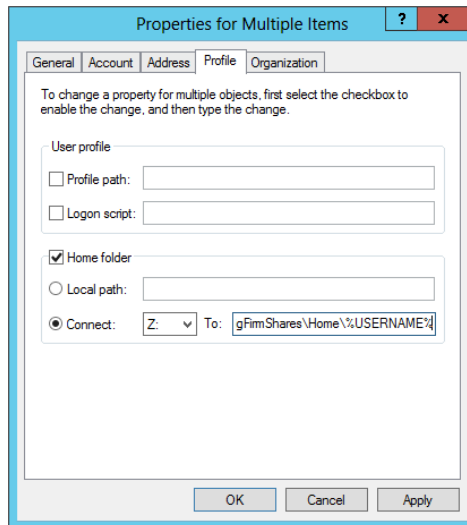 Properties for Multiple Items
? x
General Account Address Profile Organization
To change a property for multiple objects, first select the checkbox to
enable the change, and then type the change.
User profile
Profile path:
Logon script:
Home folder
Local path:
Connect: Z: To: gFirmShares\Home\%USERNAME%
OK Cancel Apply